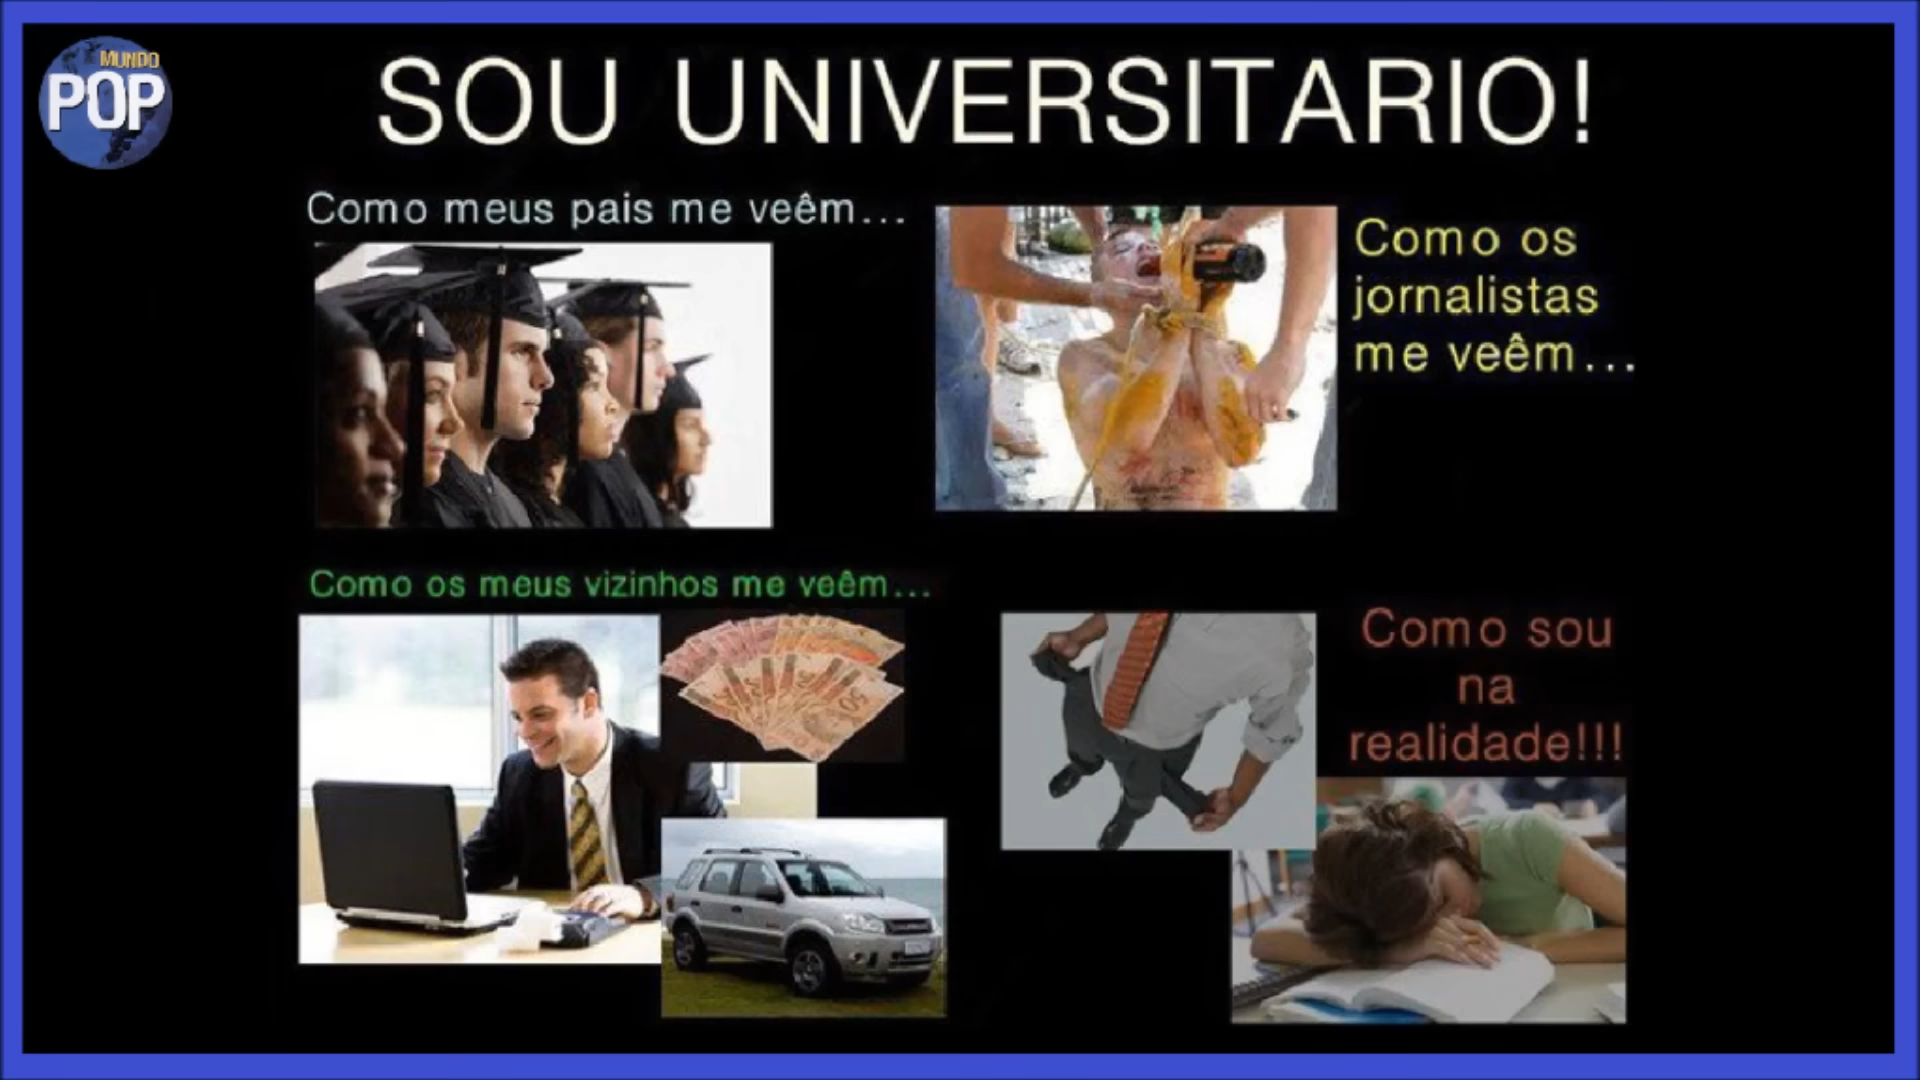 MUNDO
POP
SOU UNIVERSITARIO!
Como meus pais me veêm...
Como os
jornalistas
me veêm...
Como os meus vizinhos me veêm...
Como sou
na
realidade!!!
50